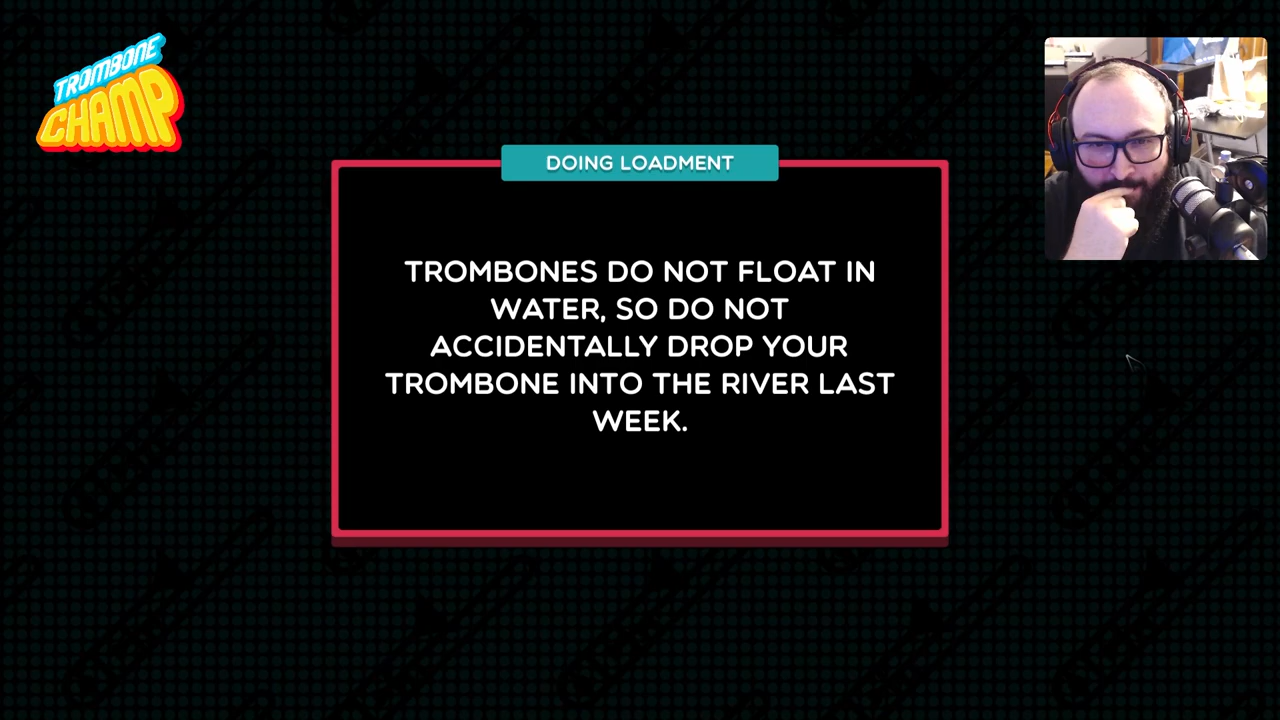 TROMBONE
CHAMP
DOING LOADMENT
TROMBONES DO NOT FLOAT IN
WATER, SO DO NOT
ACCIDENTALLY DROP YOUR
TROMBONE INTO THE RIVER LAST
WEEK.